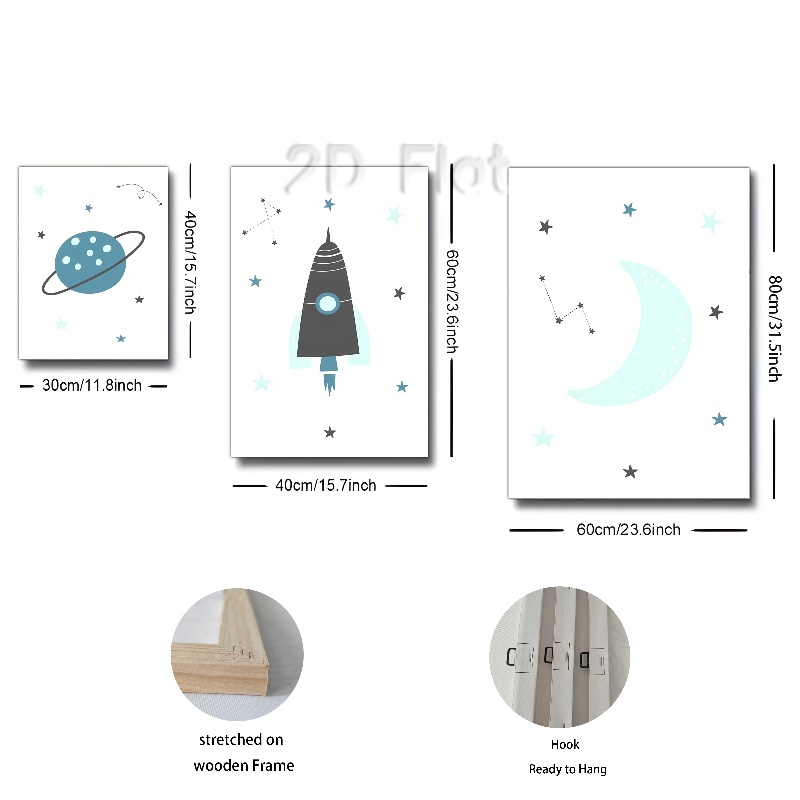 2D Flat
40cm/15.7inch
30cm/11.8inch
60cm/23.6inch
40cm/15.7inch
80cm/31.5inch
60cm/23.6inch
stretched on
wooden Frame
Hook
Ready to Hang